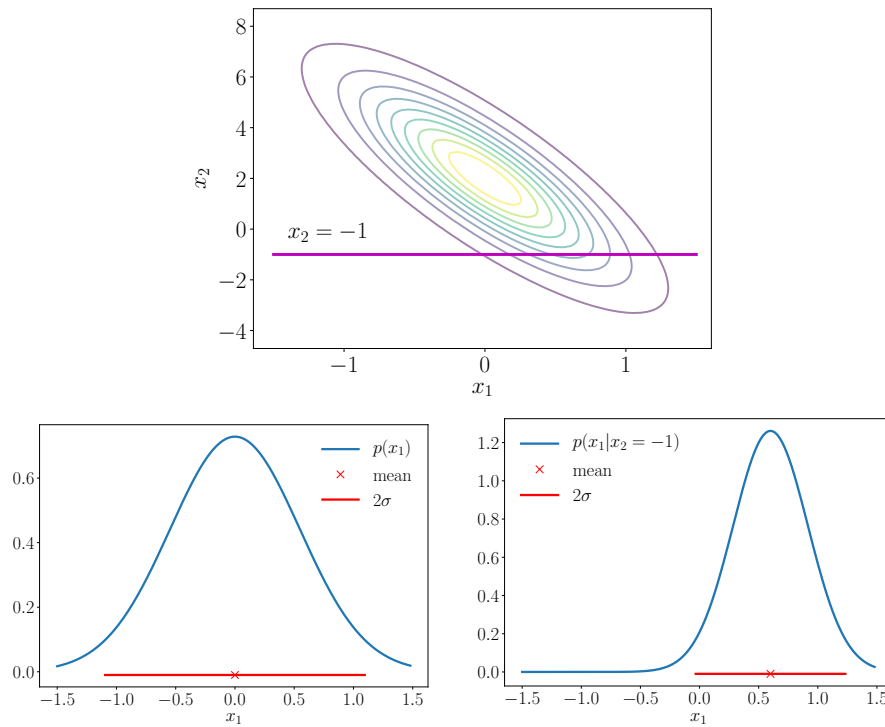 8
6
4
2
0
−2
−4
x₂
x₂ = −1
−1 0 1
x₁
0.6
0.4
0.2
0.0
p(x₁)
mean
2σ
−1.5 −1.0 −0.5 0.0 0.5 1.0 1.5
x₁
1.2
1.0
0.8
0.6
0.4
0.2
0.0
p(x₁|x₂ = −1)
mean
2σ
−1.5 −1.0 −0.5 0.0 0.5 1.0 1.5
x₁